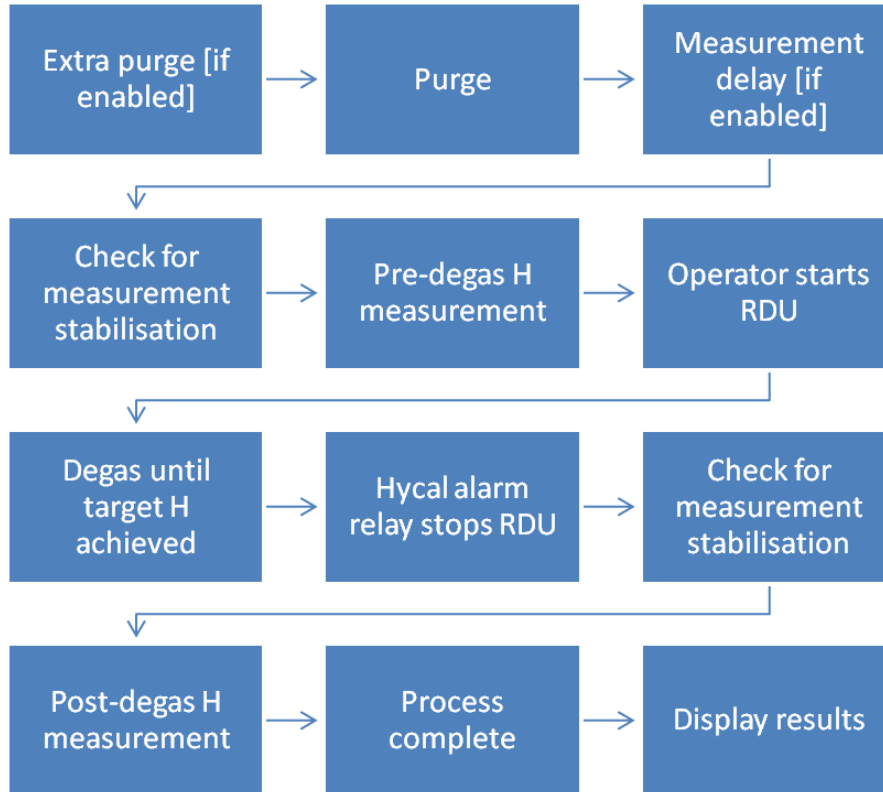 Extra purge [if
enabled]
Purge
Measurement
delay [if
enabled]
Check for
measurement
stabilisation
Pre-degas H
measurement
Operator starts
RDU
Degas until
target H
achieved
Hycal alarm
relay stops RDU
Check for
measurement
stabilisation
Post-degas H
measurement
Process
complete
Display results